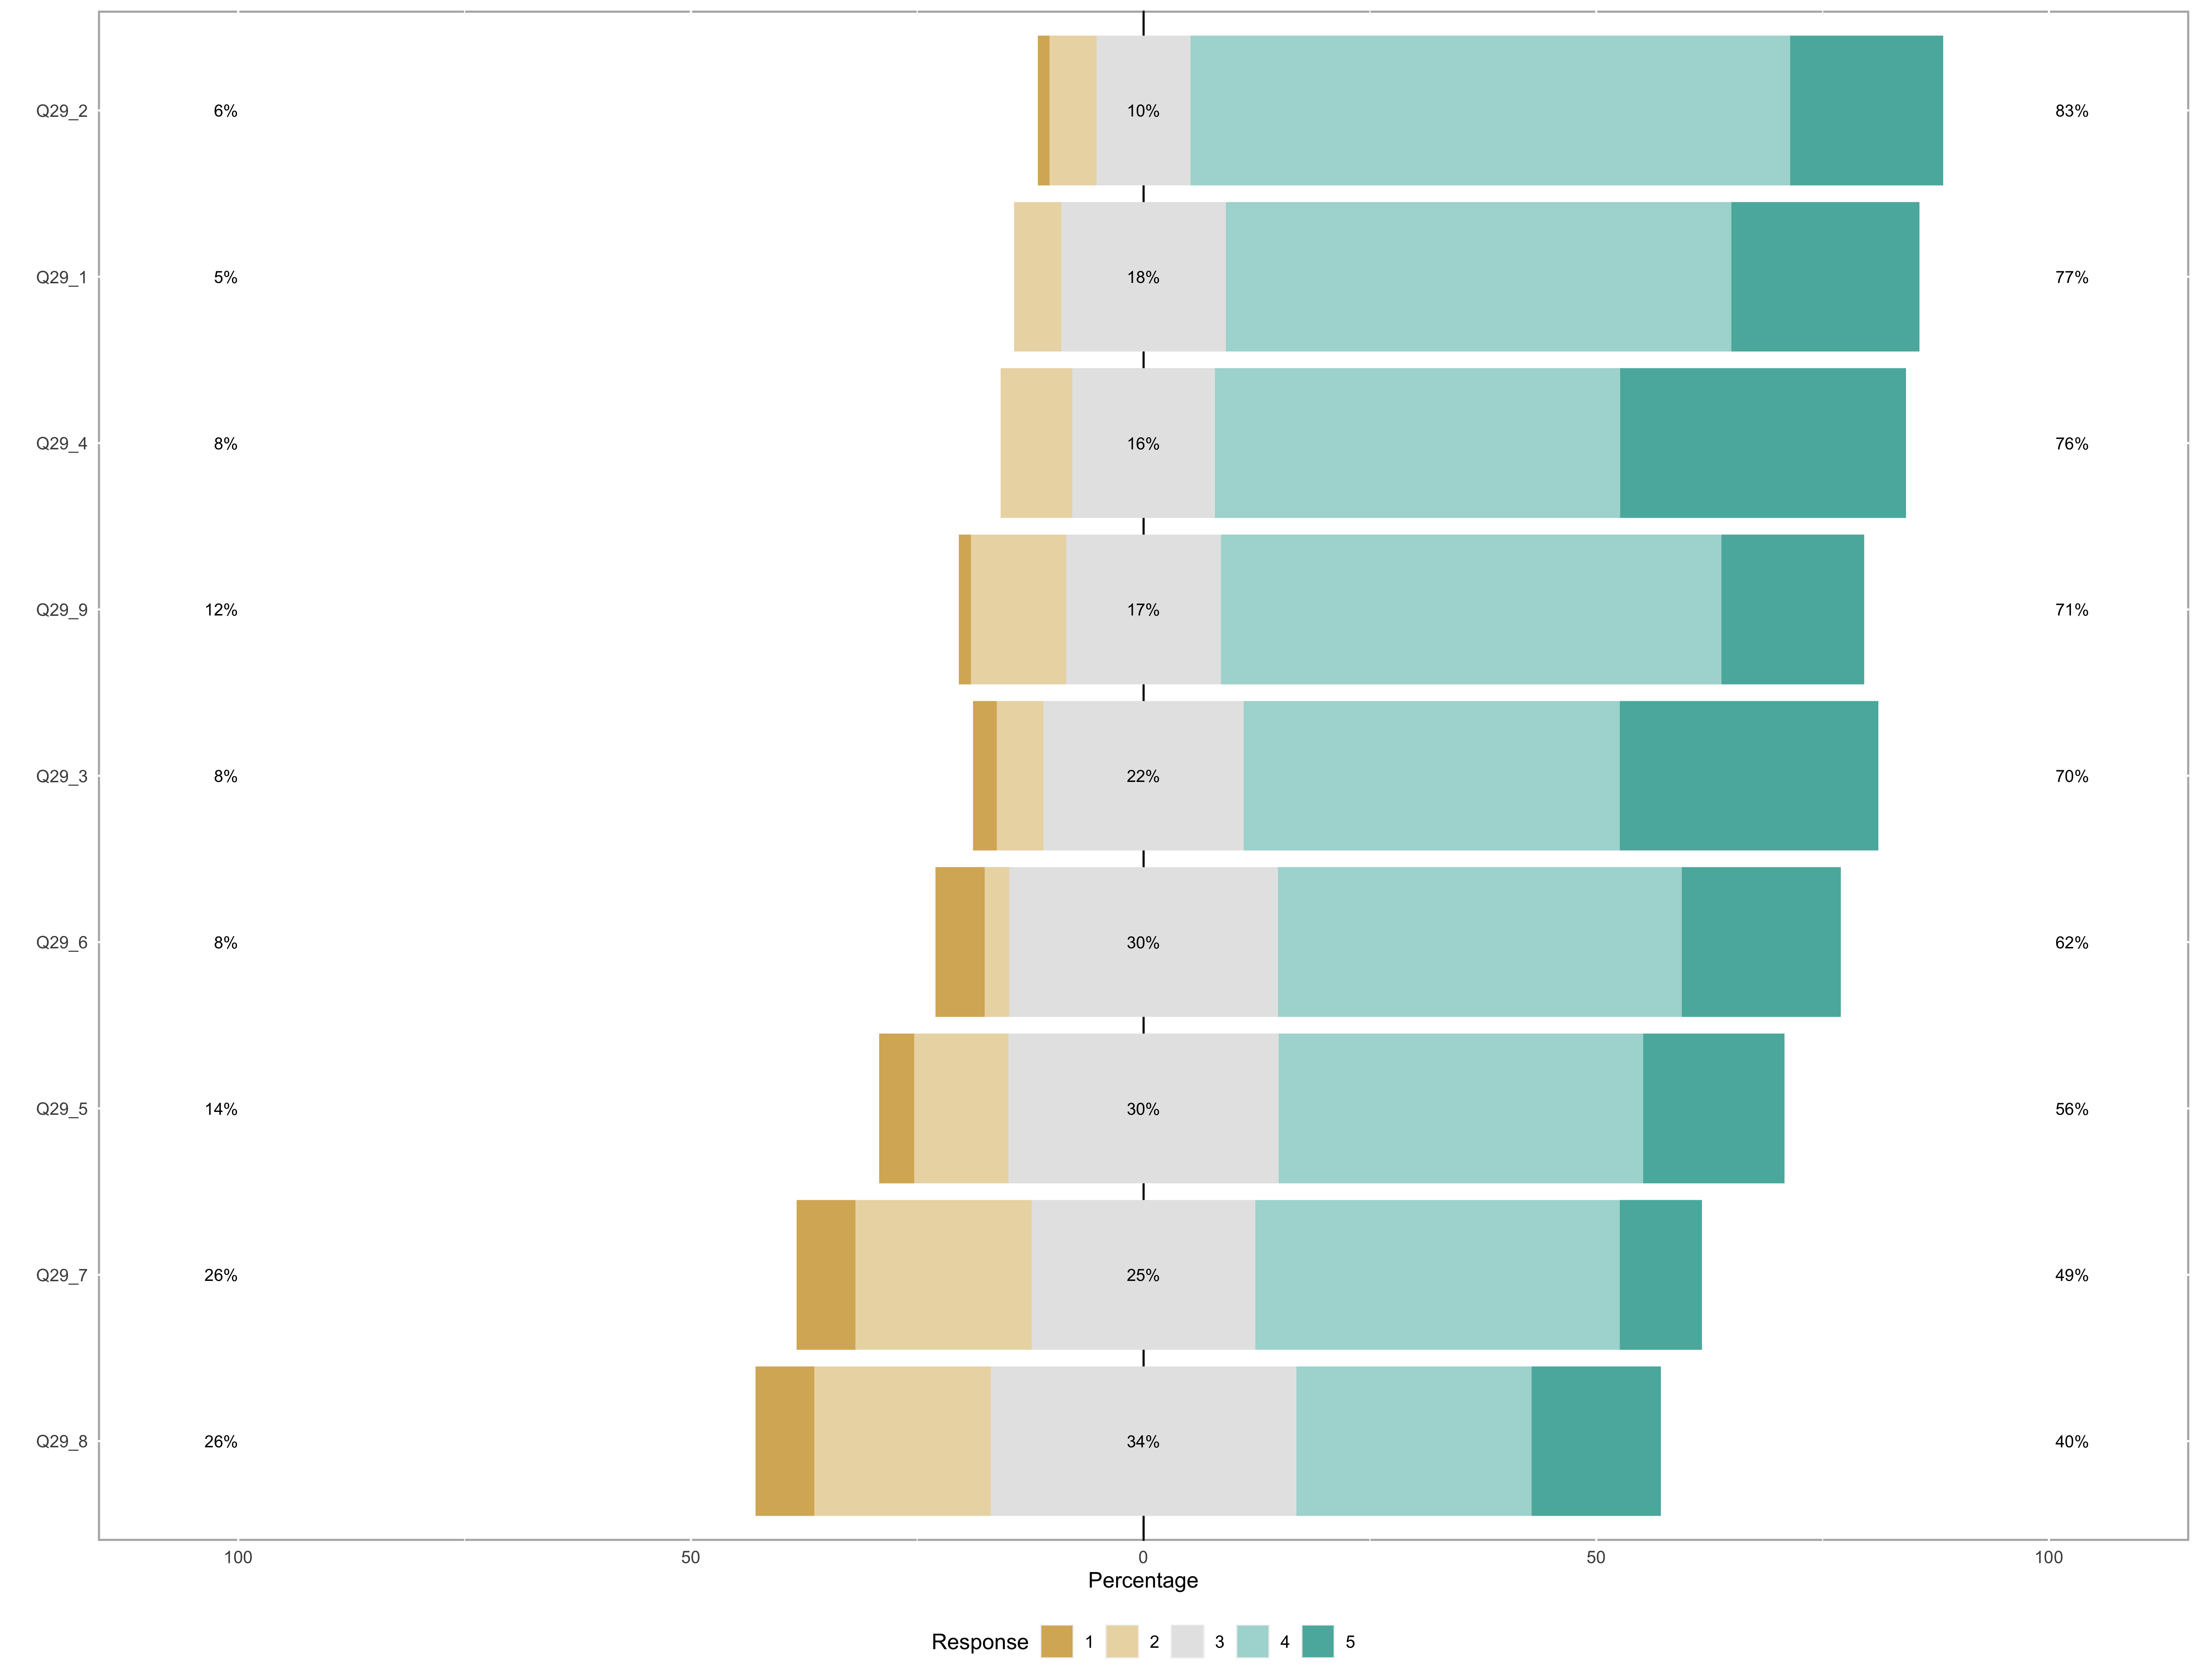 Q29_2 6% 10% 83%
Q29_1 5% 18% 77%
Q29_4 8% 16% 76%
Q29_9 12% 17% 71%
Q29_3 8% 22% 70%
Q29_6 8% 30% 62%
Q29_5 14% 30% 56%
Q29_7 26% 25% 49%
Q29_8 26% 34% 40%
100 50 0 50 100
Percentage
Response 1 2 3 4 5